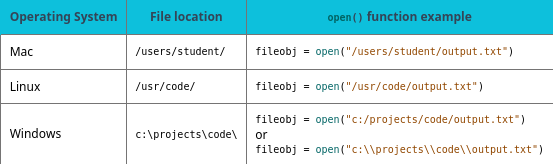 Operating System File location open() function example
Mac /users/student/ fileobj = open("/users/student/output.txt")
Linux /usr/code/ fileobj = open("/usr/code/output.txt")
fileobj = open("c:/projects/code/output.txt")
Windows c:\projects\code\ or
fileobj = open("c:\\projects\\code\\output.txt")